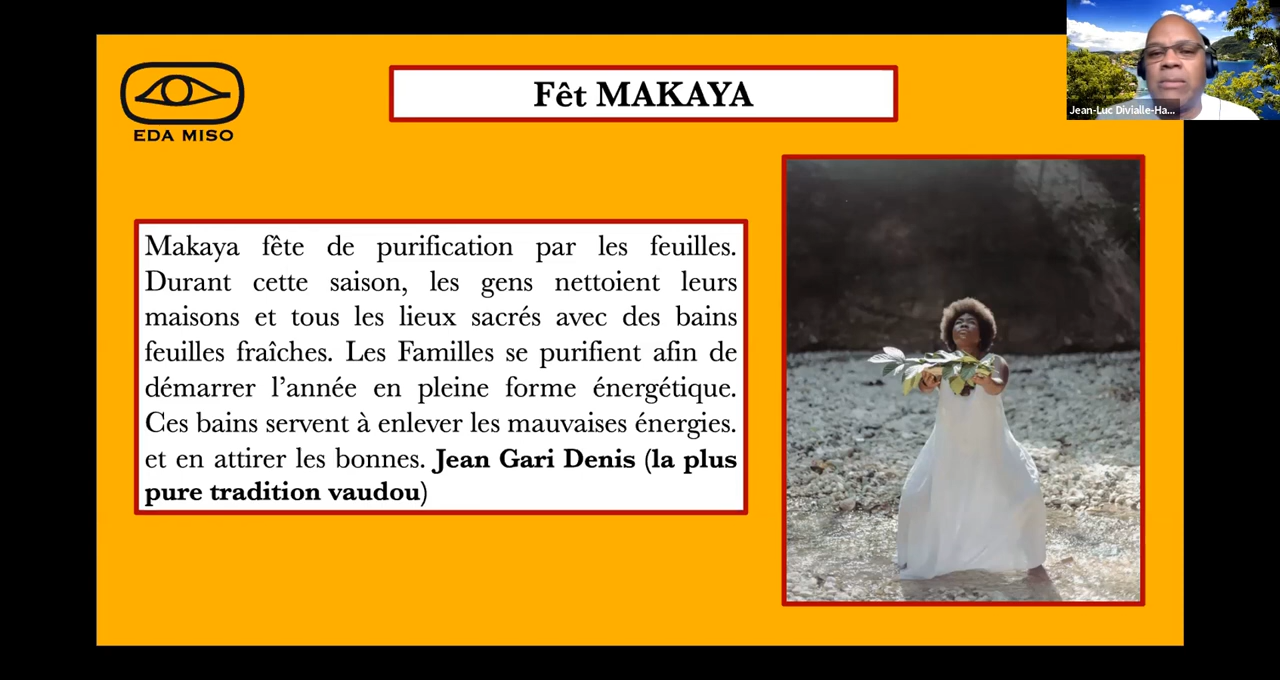 EDA MISO
Fêt MAKAYA
Jean-Luc Divialle-Ha...
Makaya fête de purification par les feuilles.
Durant cette saison, les gens nettoient leurs
maisons et tous les lieux sacrés avec des bains
feuilles fraîches. Les Familles se purifient afin de
démarrer l’année en pleine forme énergétique.
Ces bains servent à enlever les mauvaises énergies.
et en attirer les bonnes. Jean Gari Denis (la plus
pure tradition vaudou)